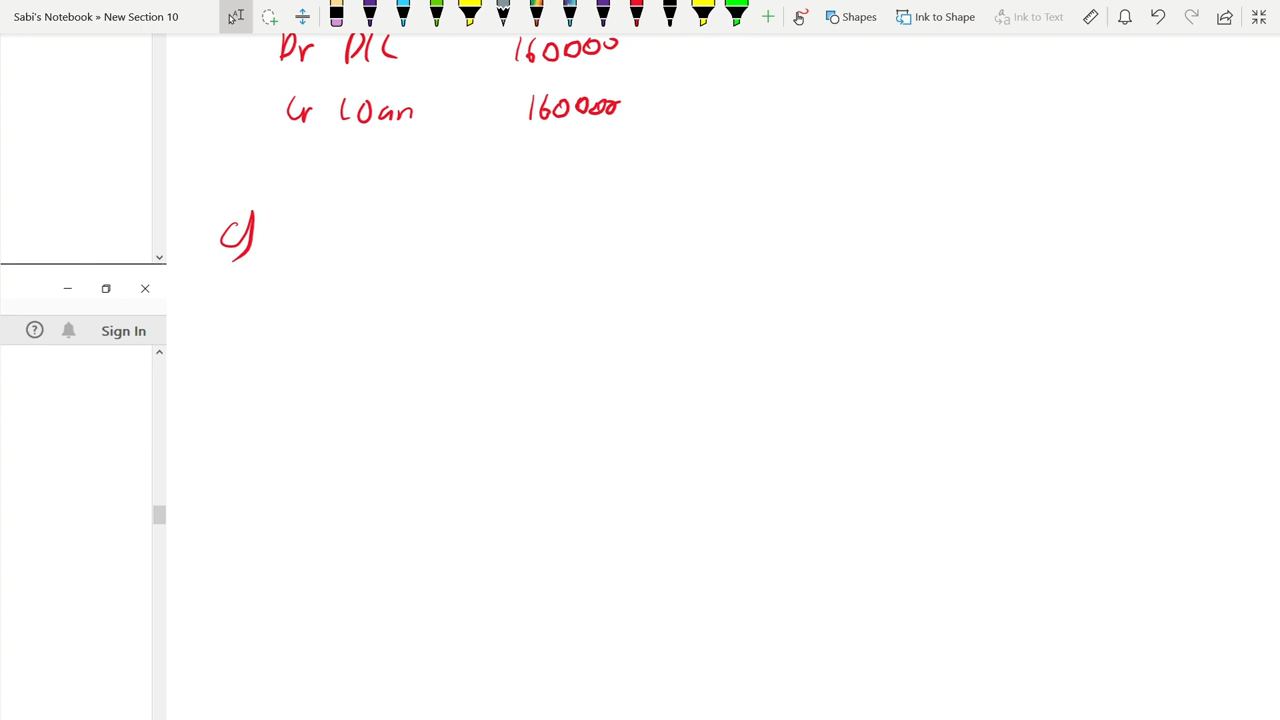 Sabi's Notebook » New Section 10
Shapes
Ink to Shape
Ink to Text
Dr P/L 160000
Cr Loan 160000
c)
Sign In